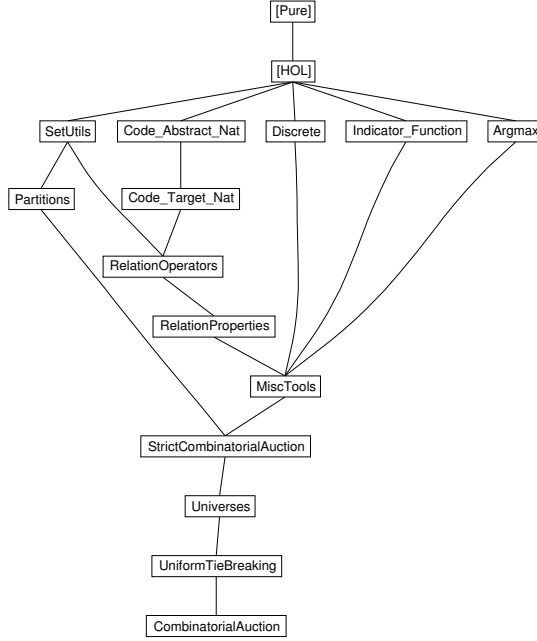 [Pure]
[HOL]
SetUtils
Code_Abstract_Nat
Discrete
Indicator_Function
Argmax
Partitions
Code_Target_Nat
RelationOperators
RelationProperties
MiscTools
StrictCombinatorialAuction
Universes
UniformTieBreaking
CombinatorialAuction